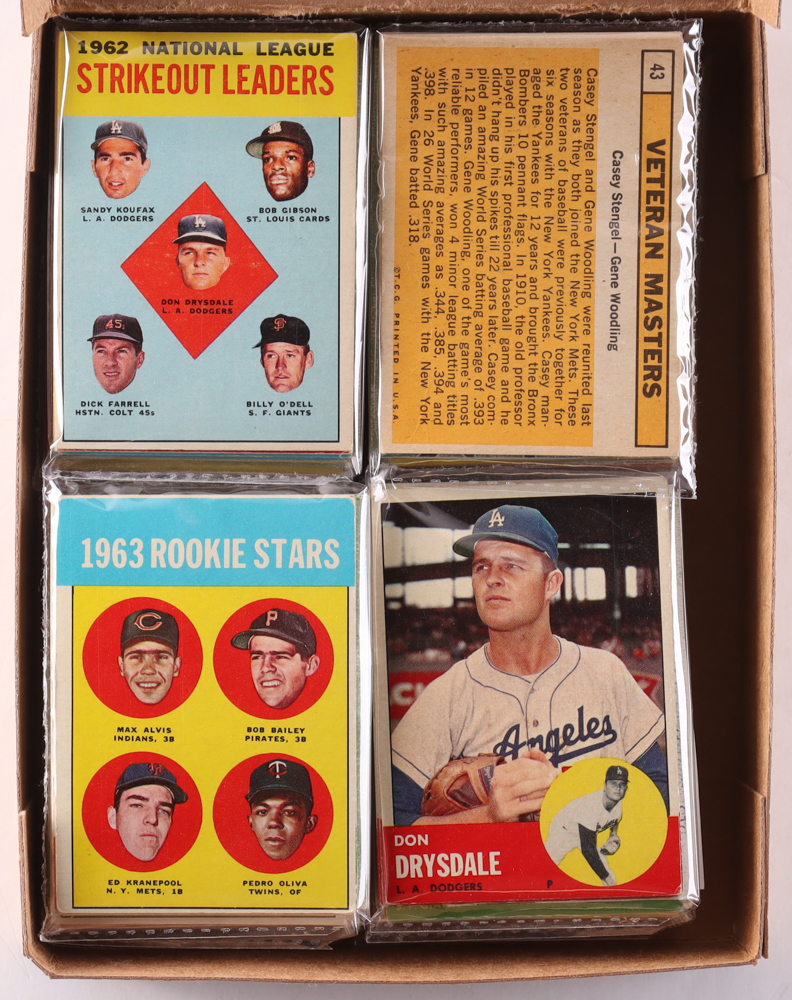 1962 NATIONAL LEAGUE
STRIKEOUT LEADERS
LA
SANDY KOUFAX
L. A. DODGERS
BOB GIBSON
ST. LOUIS CARDS
LA
DON DRYSDALE
L. A. DODGERS
45s
DICK FARRELL
HSTN. COLT 45s
SF
BILLY O'DELL
S. F. GIANTS
43
VETERAN MASTERS
Casey Stengel—Gene Woodling
Casey Stengel and Gene Woodling were reunited last
season as they both joined the New York Mets. These
two veterans of baseball were previously together for
six seasons with the New York Yankees. Casey man-
aged the Yankees for 12 years and brought the Bronx
Bombers 10 pennant flags. In 1910, the old professor
played in his first professional baseball game and he
didn't hang up his spikes till 22 years later. Casey com-
piled an amazing World Series batting average of .393
in 12 games. Gene Woodling, one of the game's most
reliable performers, won 4 minor league batting titles
with such amazing averages as .344, .385, .394 and
.398. In 26 World Series games with the New York
Yankees, Gene batted .318.
©T.C.G. PRINTED IN U.S.A.
1963 ROOKIE STARS
C
MAX ALVIS
INDIANS, 3B
P
BOB BAILEY
PIRATES, 3B
ED KRANEPOOL
N. Y. METS, 1B
T
PEDRO OLIVA
TWINS, OF
LA
Angeles
DON
DRYSDALE
L. A. DODGERS P